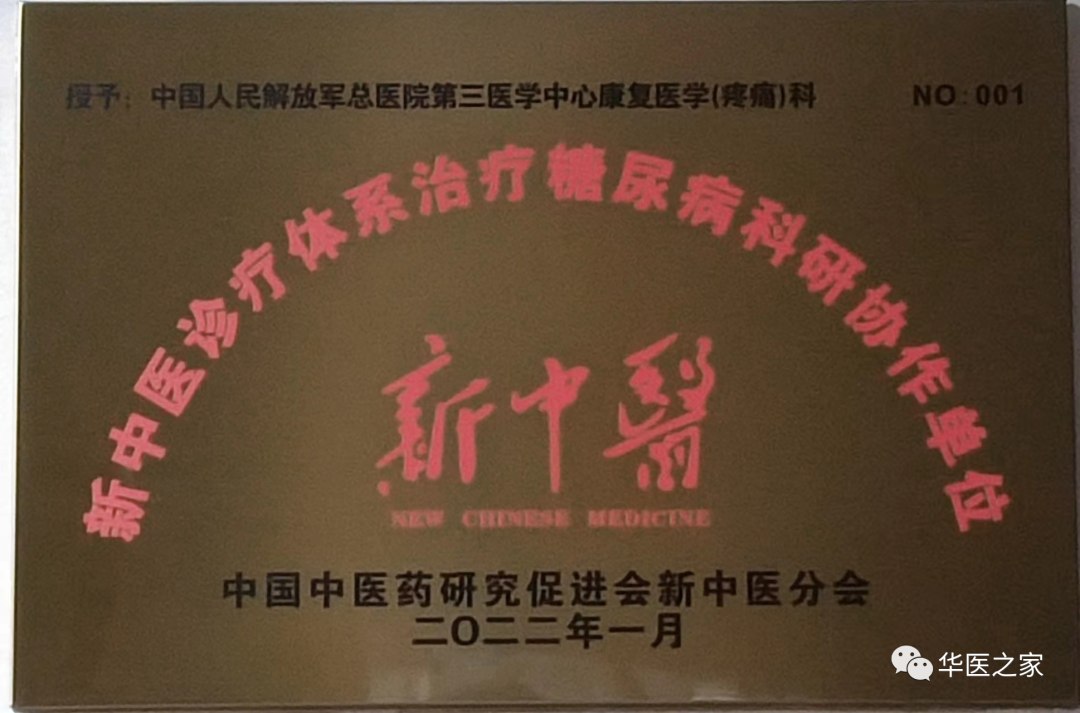 授予：中国人民解放军总医院第三医学中心康复医学(疼痛)科 NO：001
新中医诊疗体系治疗糖尿病科研协作单位
新中醫
NEW CHINESE MEDICINE
中国中医药研究促进会新中医分会
二〇二二年一月
华医之家